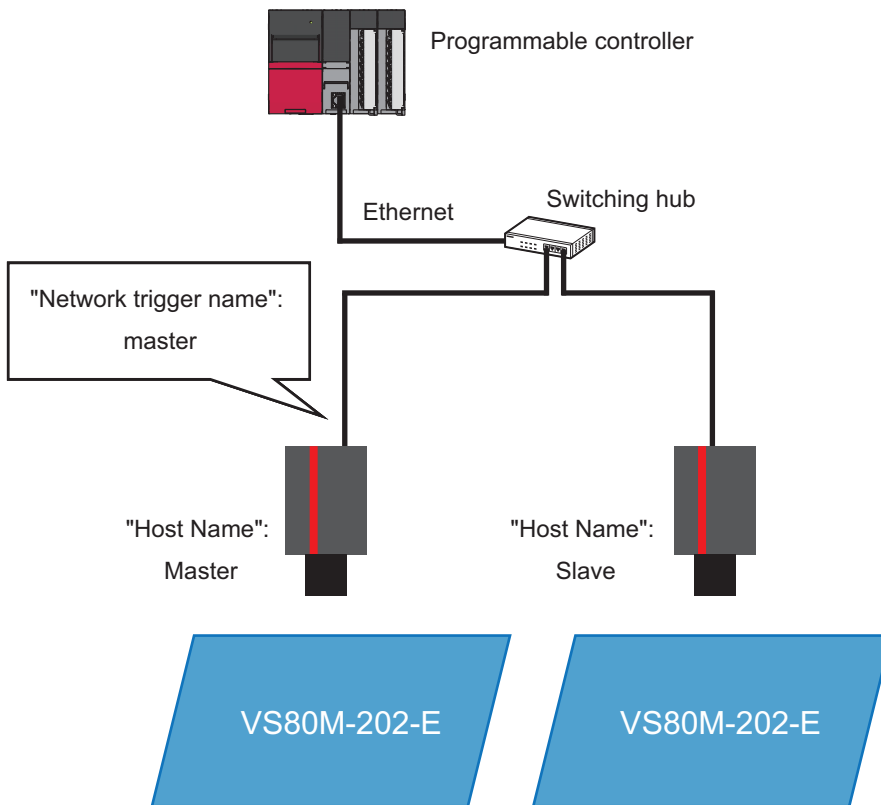 Programmable controller
Switching hub
Ethernet
"Network trigger name":
master
"Host Name":
Master
"Host Name":
Slave
VS80M-202-E
VS80M-202-E